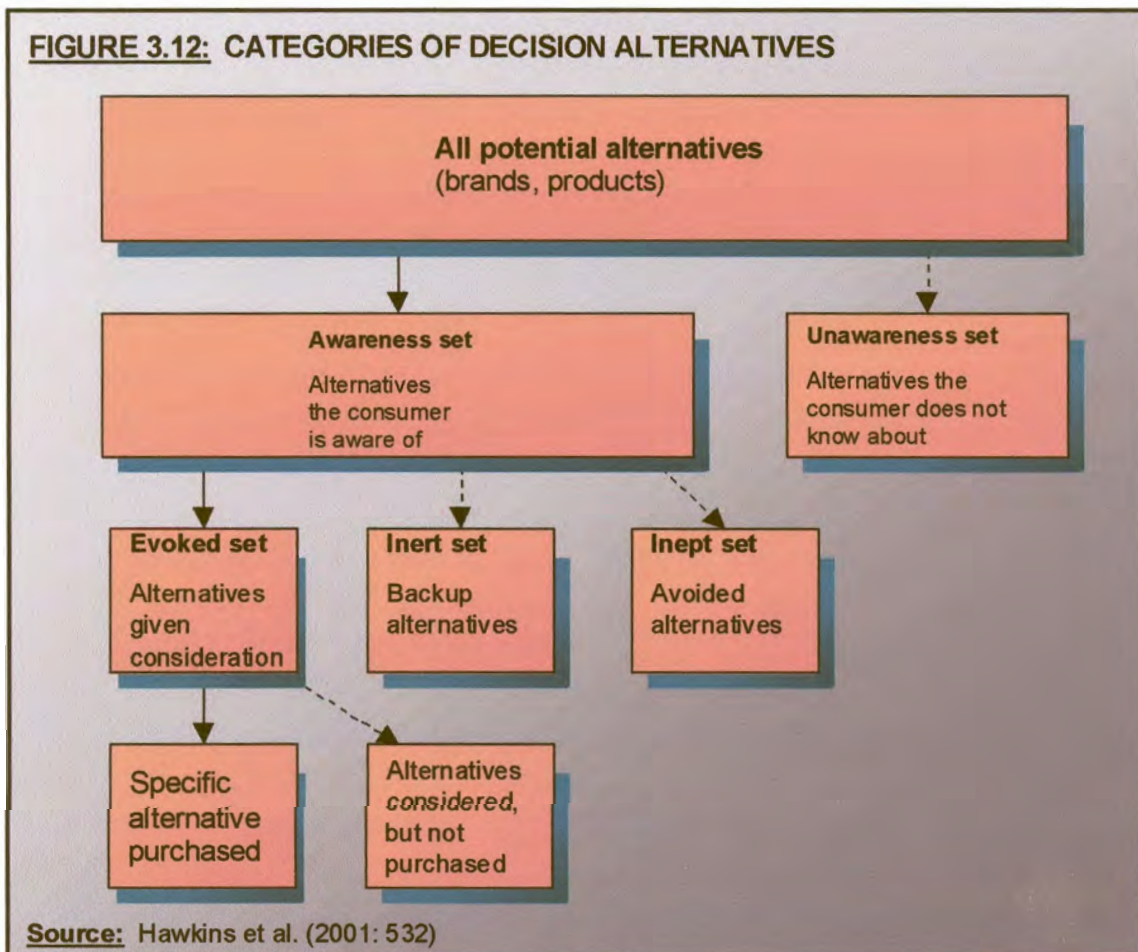 FIGURE 3.12: CATEGORIES OF DECISION ALTERNATIVES
All potential alternatives
(brands, products)
Awareness set
Alternatives
the consumer
is aware of
Unawareness set
Alternatives the
consumer does not
know about
Evoked set
Alternatives
given
consideration
Inert set
Backup
alternatives
Inept set
Avoided
alternatives
Specific
alternative
purchased
Alternatives
considered,
but not
purchased
Source: Hawkins et al. (2001: 532)